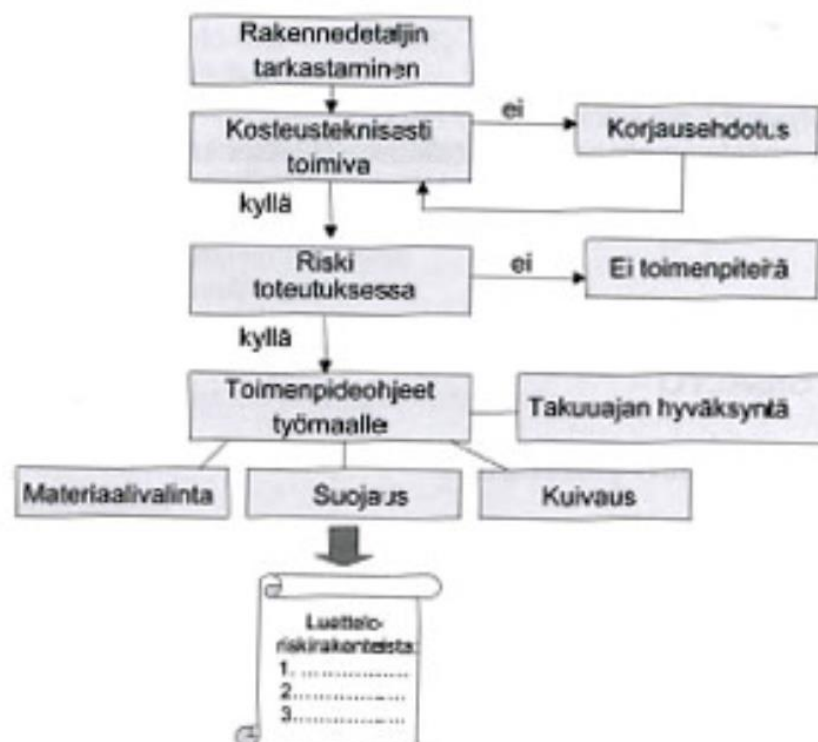 Rakennedetaljin
tarkastaminen
Kosteusteknisesti
toimiva
ei
Korjausehdotus
kyllä
Riski
toteutuksessa
ei
Ei toimenpiteitä
kyllä
Toimenpideohjeet
työmaalle
Takuuajan hyväksyntä
Materiaalivalinta
Suojaus
Kuivaus
Luettelo
riskirakenteista:
1..................
2..................
3..................